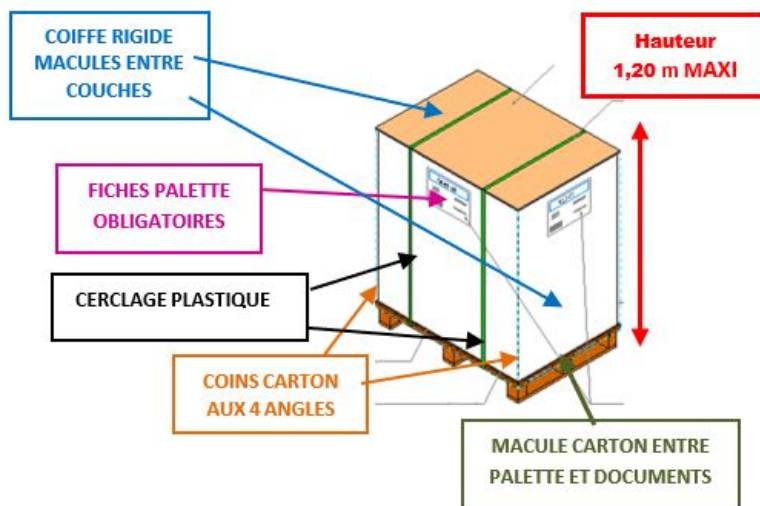 COIFFE RIGIDE
MACULES ENTRE
COUCHES
Hauteur
1,20 m MAXI
FICHES PALETTE
OBLIGATOIRES
CERCLAGE PLASTIQUE
COINS CARTON
AUX 4 ANGLES
MACULE CARTON ENTRE
PALETTE ET DOCUMENTS